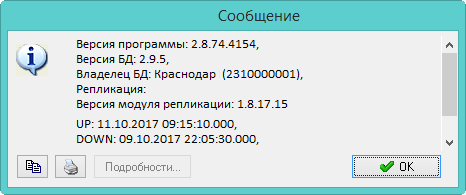 Сообщение
Версия программы: 2.8.74.4154,
Версия БД: 2.9.5,
Владелец БД: Краснодар (2310000001),
Репликация:
Версия модуля репликации: 1.8.17.15
UP: 11.10.2017 09:15:10.000,
DOWN: 09.10.2017 22:05:30.000,
Подробности...
OK